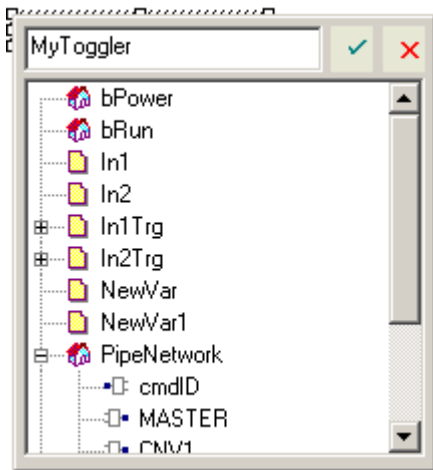 MyToggler
bPower
bRun
In1
In2
In1Trg
In2Trg
NewVar
NewVar1
PipeNetwork
cmdID
MASTER
CNV1